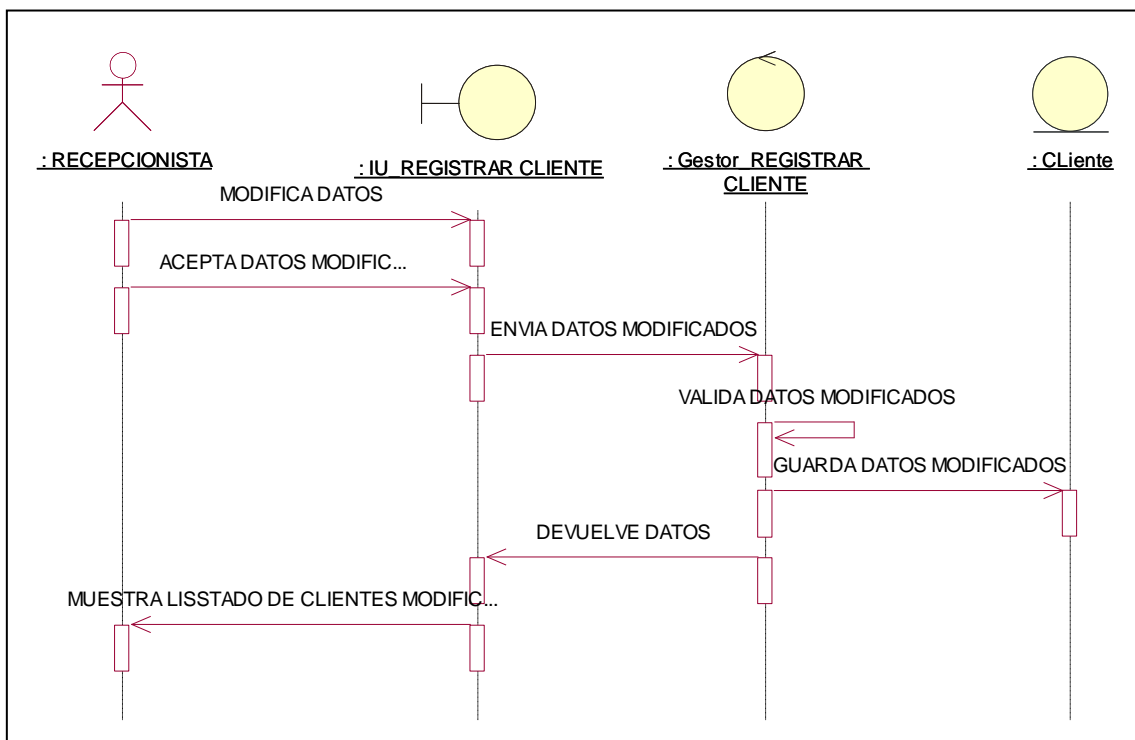 : RECEPCIONISTA
: IU_REGISTRAR CLIENTE
: Gestor_REGISTRAR
CLIENTE
: CLiente
MODIFICA DATOS
ACEPTA DATOS MODIFIC...
ENVIA DATOS MODIFICADOS
VALIDA DATOS MODIFICADOS
GUARDA DATOS MODIFICADOS
DEVUELVE DATOS
MUESTRA LISSTADO DE CLIENTES MODIFIC...